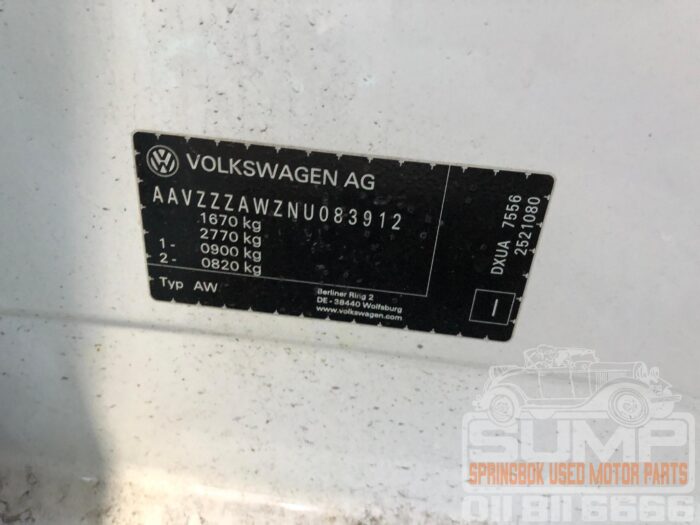 VOLKSWAGEN AG
AAVZZZAWZNU083912
1670 kg
2770 kg
1- 0900 kg
2- 0820 kg
Typ AW
Berliner Ring 2
DE - 38440 Wolfsburg
www.volkswagen.com
DXUA 7556
2521080
I
SUMP
SPRINGBOK USED MOTOR PARTS
011 811 6666